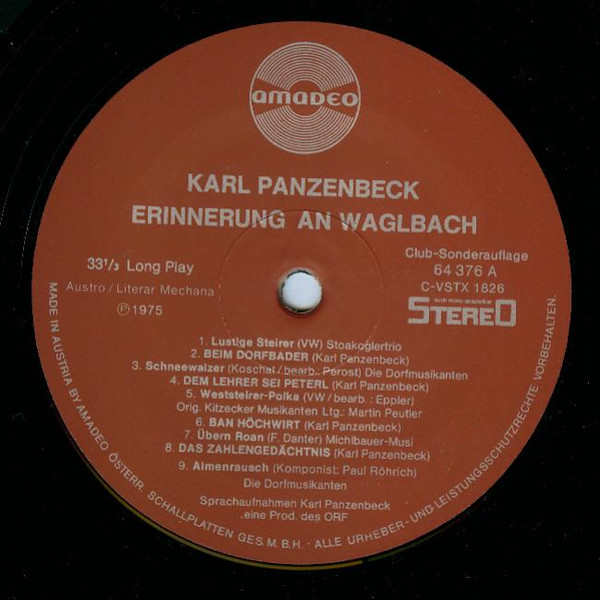 amaDEO
KARL PANZENBECK
ERINNERUNG AN WAGLBACH
Club-Sonderauflage
33 1/3 Long Play
64 376 A
Austro / Literar Mechana
C-VSTX 1826
℗ 1975
auch mono abspielbar
STEREO
1. Lustige Steirer (VW) Stoakoglertrio
2. BEIM DORFBADER (Karl Panzenbeck)
3. Schneewalzer (Koschat / bearb.: Perost) Die Dorfmusikanten
4. DEM LEHRER SEI PETERL (Karl Panzenbeck)
5. Weststeirer-Polka (VW / bearb. : Eppler)
Orig. Kitzecker Musikanten Ltg.: Martin Peutler
6. BAN HÖCHWIRT (Karl Panzenbeck)
7. Übern Roan (F. Danter) Michlbauer-Musi
8. DAS ZAHLENGEDÄCHTNIS (Karl Panzenbeck)
9. Almenrausch (Komponist: Paul Röhrich)
Die Dorfmusikanten
Sprachaufnahmen Karl Panzenbeck
eine Prod. des ORF
MADE IN AUSTRIA BY AMADEO ÖSTERR. SCHALLPLATTEN GES.M.B.H. · ALLE URHEBER- UND LEISTUNGSSCHUTZRECHTE VORBEHALTEN.